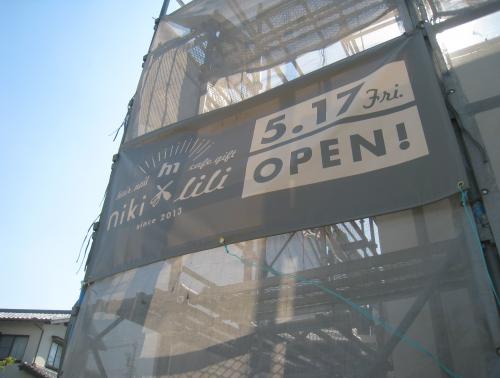 m
hair nail
cafe gift
niki
lili
since 2013
5.17 Fri.
OPEN!